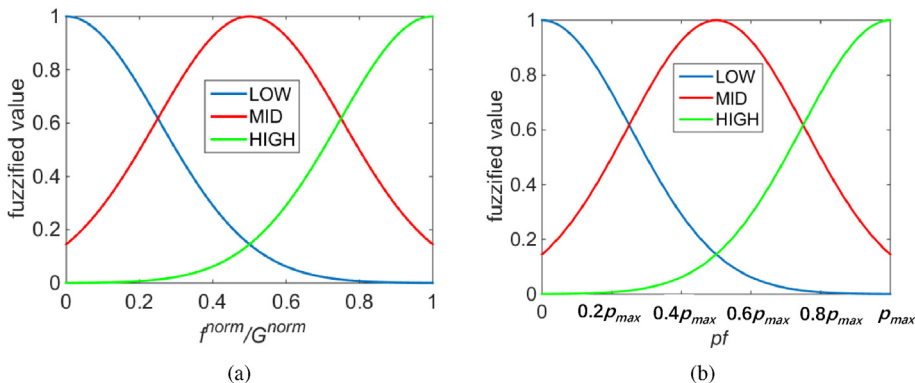 1
0.8
0.6
0.4
0.2
0
fuzzified value
LOW
MID
HIGH
0 0.2 0.4 0.6 0.8 1
f^norm/G^norm
(a)
1
0.8
0.6
0.4
0.2
0
fuzzified value
LOW
MID
HIGH
0 0.2p_max 0.4p_max 0.6p_max 0.8p_max p_max
pf
(b)